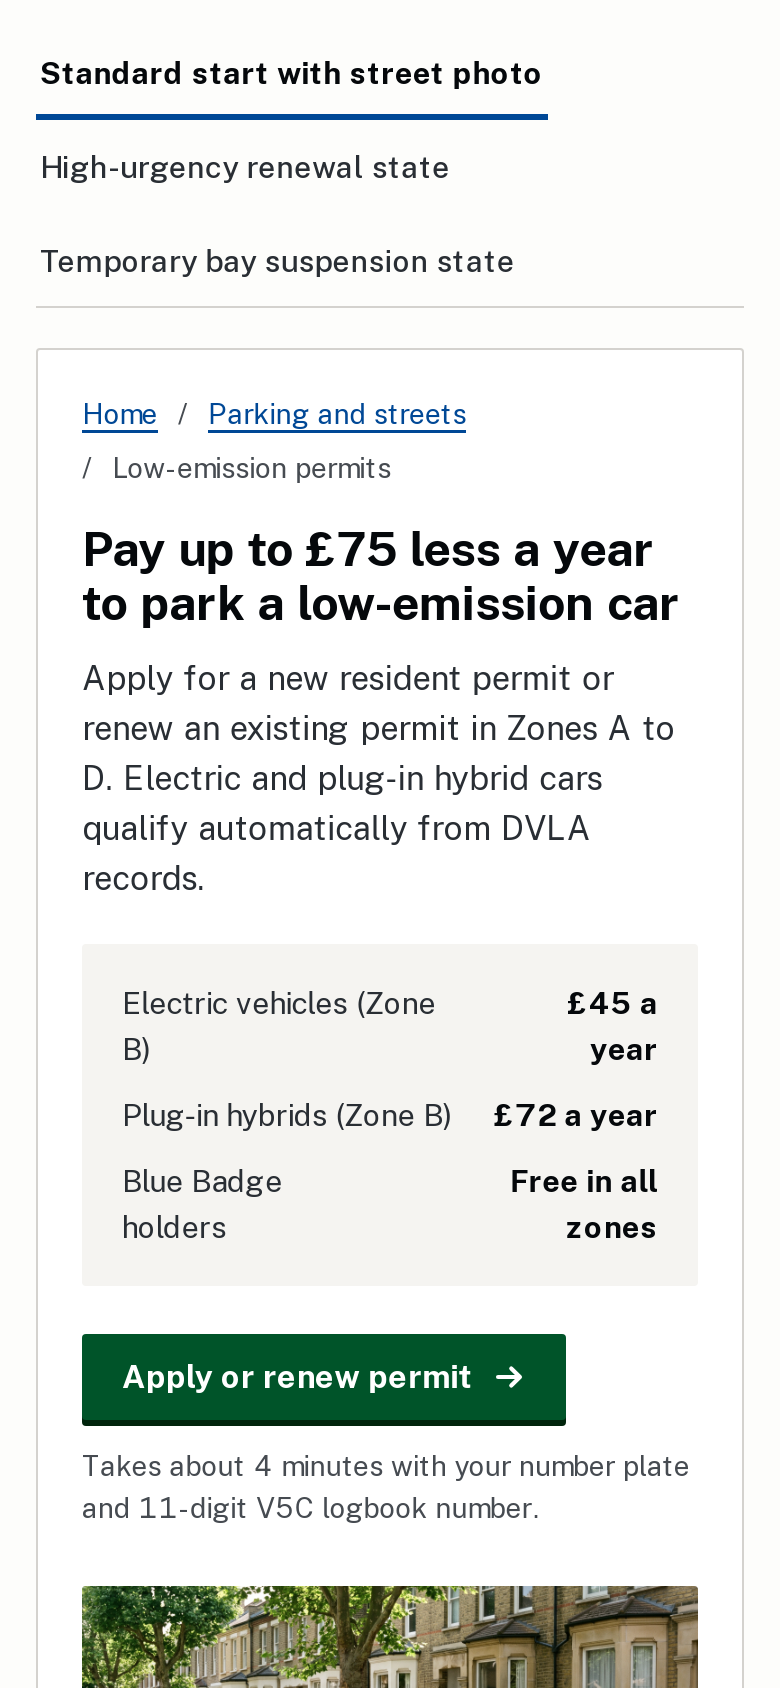 Standard start with street photo
High-urgency renewal state
Temporary bay suspension state
Home / Parking and streets
/ Low-emission permits
Pay up to £75 less a year
to park a low-emission car
Apply for a new resident permit or
renew an existing permit in Zones A to
D. Electric and plug-in hybrid cars
qualify automatically from DVLA
records.
Electric vehicles (Zone £45 a
B) year
Plug-in hybrids (Zone B) £72 a year
Blue Badge Free in all
holders zones
Apply or renew permit →
Takes about 4 minutes with your number plate
and 11-digit V5C logbook number.